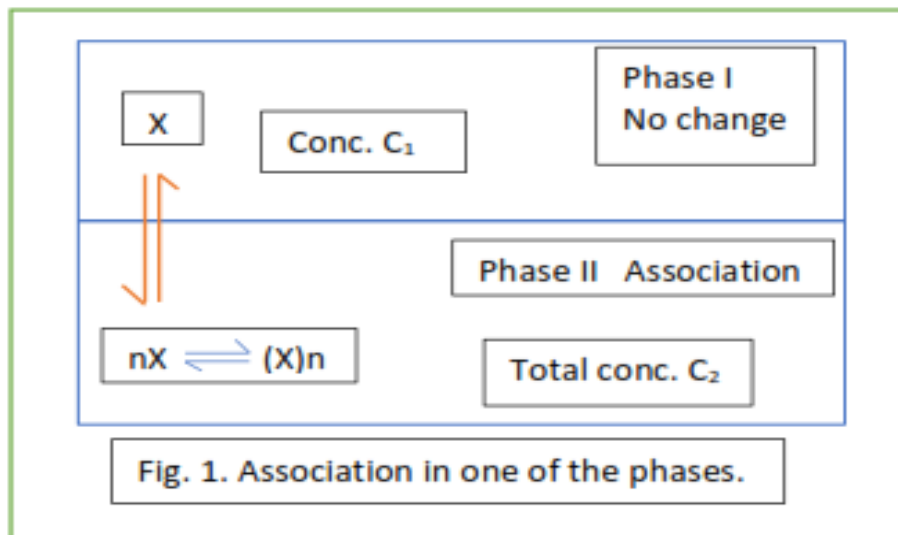 X
Conc. C₁
Phase I
No change
Phase II Association
nX ⇌ (X)n
Total conc. C₂
Fig. 1. Association in one of the phases.